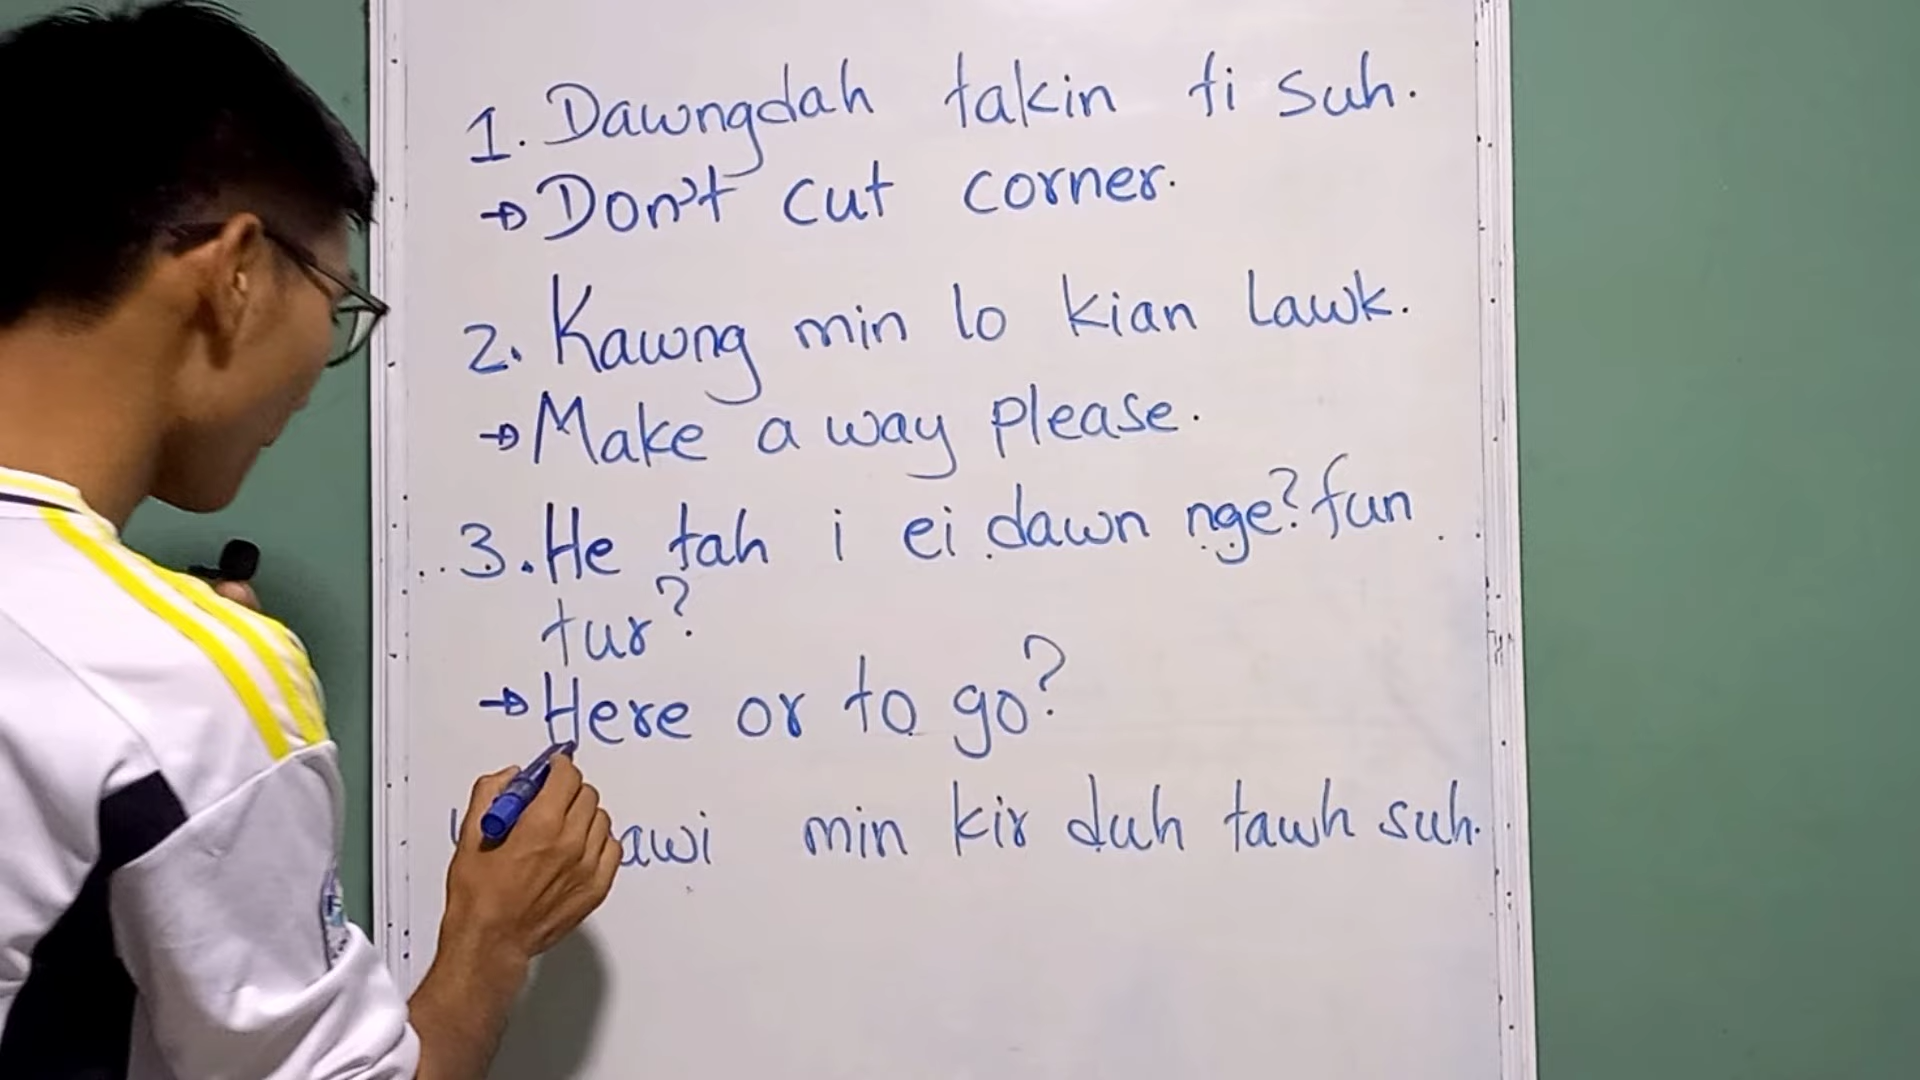 1. Dawngdah takin ti suh.
→ Don't cut corner.
2. Kawng min lo kian lawk.
→ Make a way please.
3. He tah i ei dawn nge? fun
tur?
→ Here or to go?
min kir duh tawh suh.